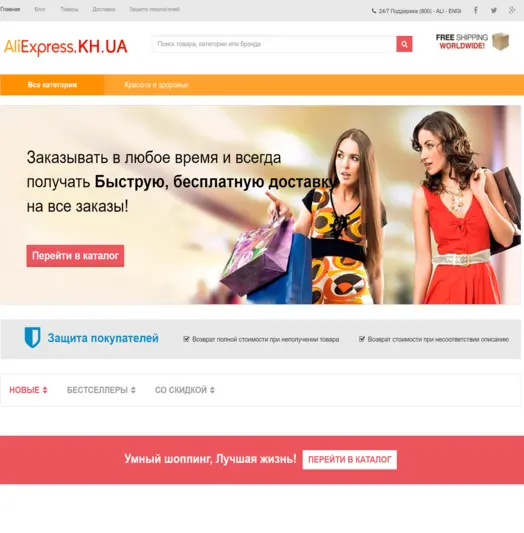 Главная Блог Товары Доставка Защита покупателей
24/7 Поддержка (800) - ALI - ENGI
AliExpress.KH.UA
Поиск товара, категории или брэнда
FREE SHIPPING
WORLDWIDE!
Все категории Красота и здоровье
Заказывать в любое время и всегда
получать Быструю, бесплатную доставку
на все заказы!
Перейти в каталог
Защита покупателей
Возврат полной стоимости при неполучении товара
Возврат стоимости при несоответствии описанию
НОВЫЕ БЕСТСЕЛЛЕРЫ СО СКИДКОЙ
Умный шоппинг, Лучшая жизнь! ПЕРЕЙТИ В КАТАЛОГ